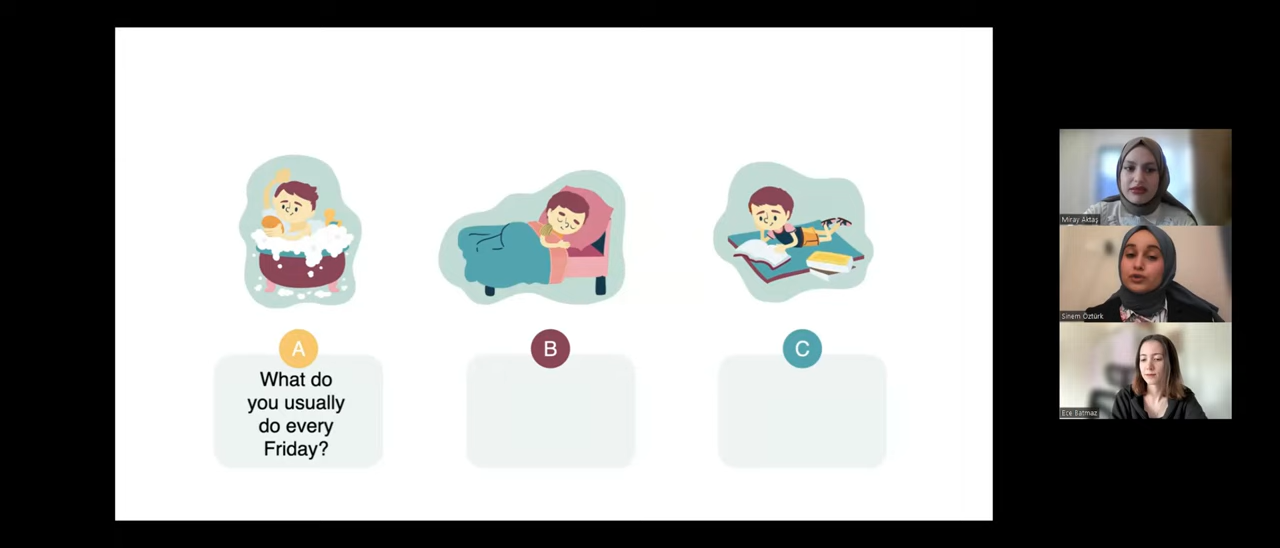 A
B
C
What do
you usually
do every
Friday?
Miray Aktaş
Sinem Öztürk
Ece Batmaz